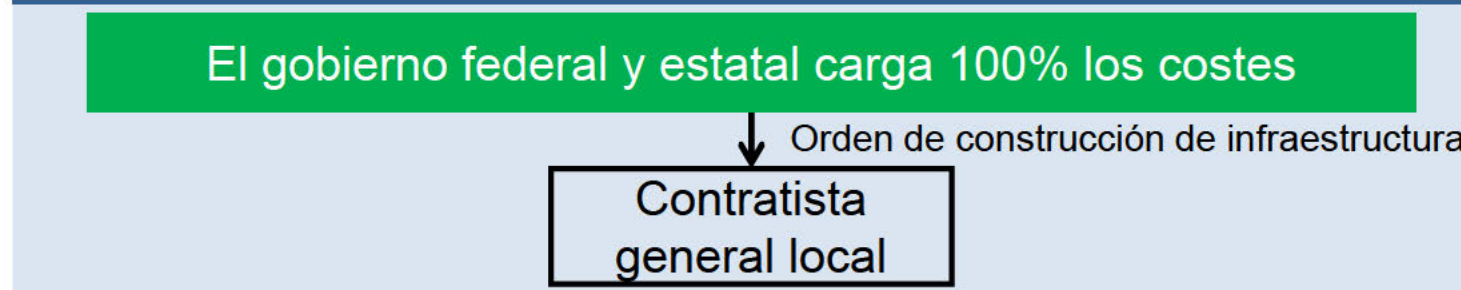 El gobierno federal y estatal carga 100% los costes
Orden de construcción de infraestructura
Contratista
general local